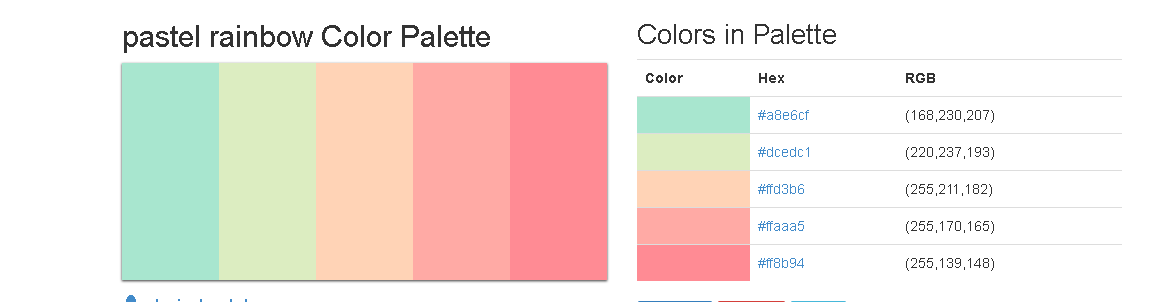 pastel rainbow Color Palette
Colors in Palette
Color Hex RGB
#a8e6cf (168,230,207)
#dcedc1 (220,237,193)
#ffd3b6 (255,211,182)
#ffaaa5 (255,170,165)
#ff8b94 (255,139,148)